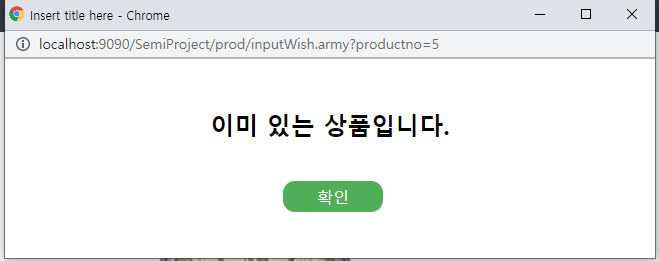 Insert title here - Chrome
localhost:9090/SemiProject/prod/inputWish.army?productno=5
이미 있는 상품입니다.
확인